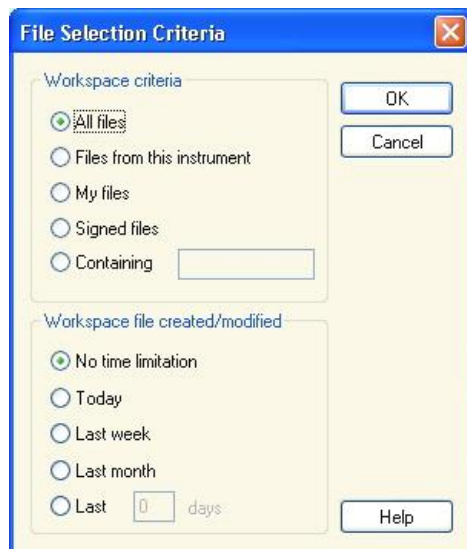 File Selection Criteria
Workspace criteria
All files
Files from this instrument
My files
Signed files
Containing
OK
Cancel
Workspace file created/modified
No time limitation
Today
Last week
Last month
Last 0 days
Help